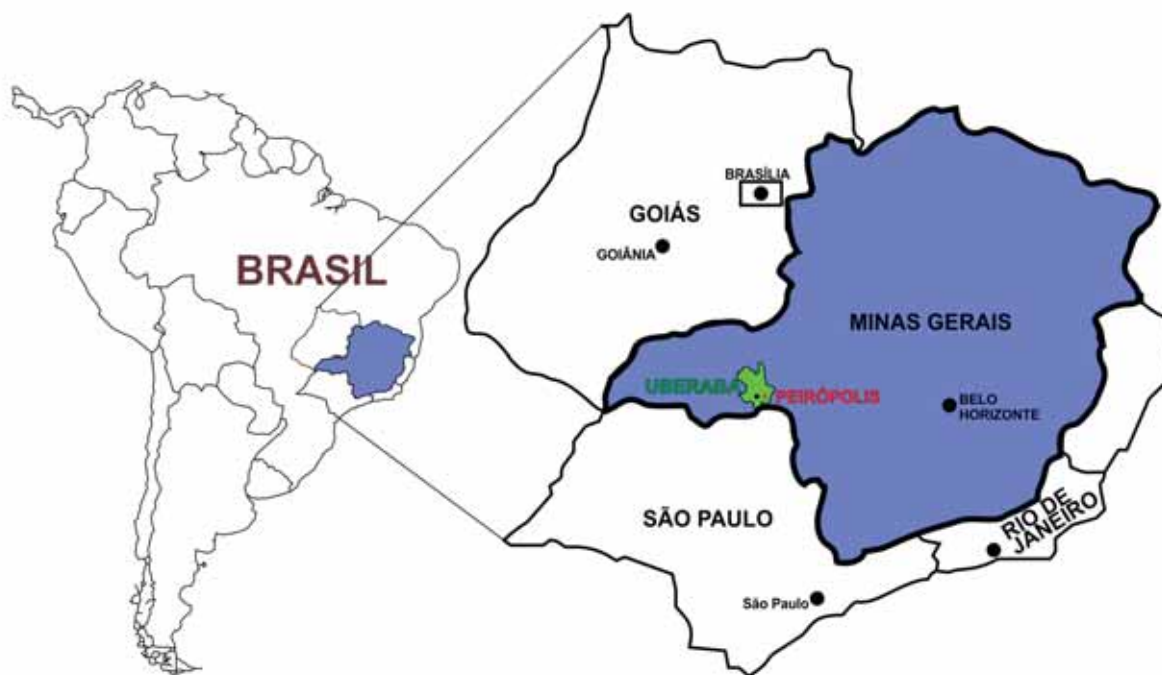 BRASIL
BRASÍLIA
GOIÁS
GOIÂNIA
MINAS GERAIS
UBERABA
PEIRÓPOLIS
BELO
HORIZONTE
SÃO PAULO
RIO DE
JANEIRO
São Paulo